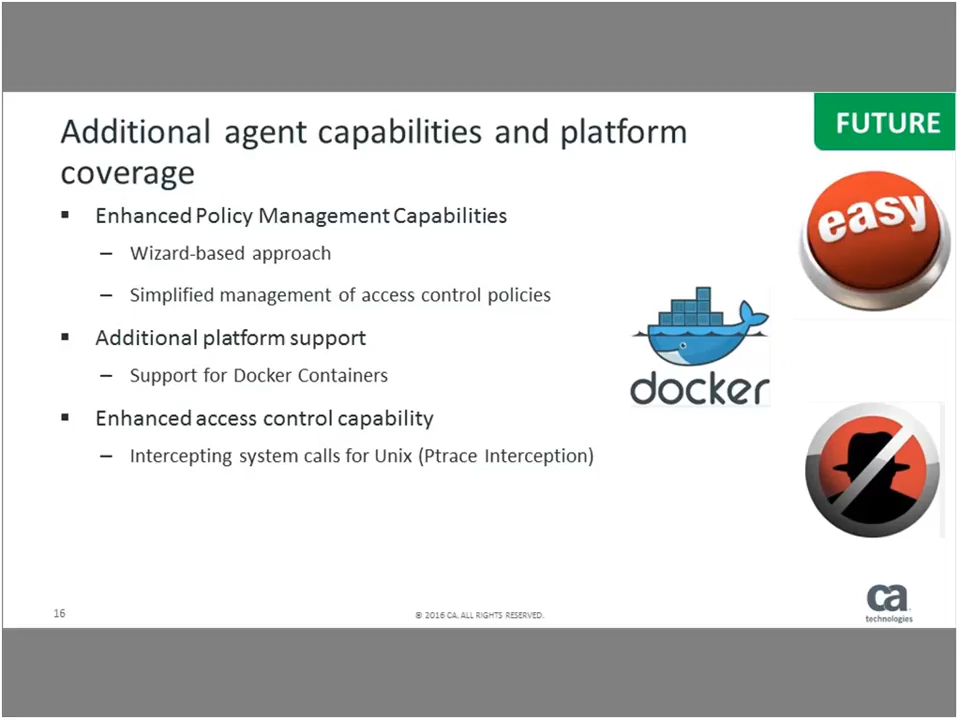 Additional agent capabilities and platform
coverage
FUTURE
easy
▪ Enhanced Policy Management Capabilities
– Wizard-based approach
– Simplified management of access control policies
▪ Additional platform support
– Support for Docker Containers
docker
▪ Enhanced access control capability
– Intercepting system calls for Unix (Ptrace Interception)
16
© 2016 CA. ALL RIGHTS RESERVED.
ca
technologies